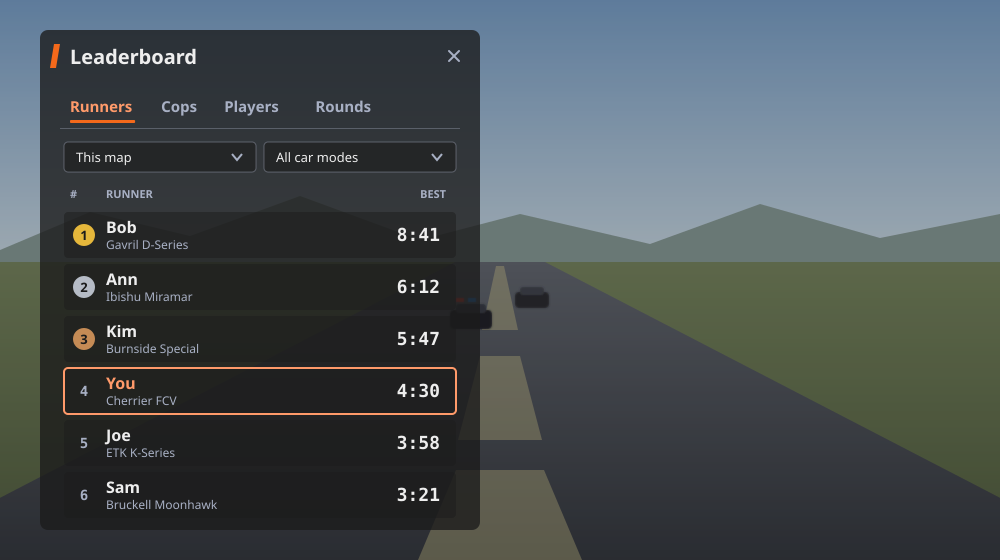 Leaderboard
Runners Cops Players Rounds
This map All car modes
# RUNNER BEST
1 Bob 8:41
Gavril D-Series
2 Ann 6:12
Ibishu Miramar
3 Kim 5:47
Burnside Special
4 You 4:30
Cherrier FCV
5 Joe 3:58
ETK K-Series
6 Sam 3:21
Bruckell Moonhawk